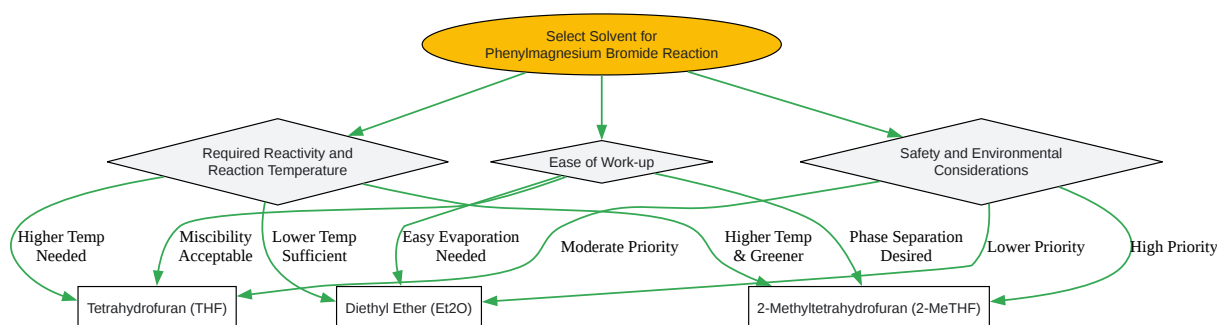 Select Solvent for
Phenylmagnesium Bromide Reaction
Required Reactivity and
Reaction Temperature
Ease of Work-up
Safety and Environmental
Considerations
Higher Temp
Needed
Miscibility
Acceptable
Lower Temp
Sufficient
Easy Evaporation
Needed
Moderate Priority
Higher Temp
& Greener
Phase Separation
Desired
Lower Priority
High Priority
Tetrahydrofuran (THF)
Diethyl Ether (Et2O)
2-Methyltetrahydrofuran (2-MeTHF)